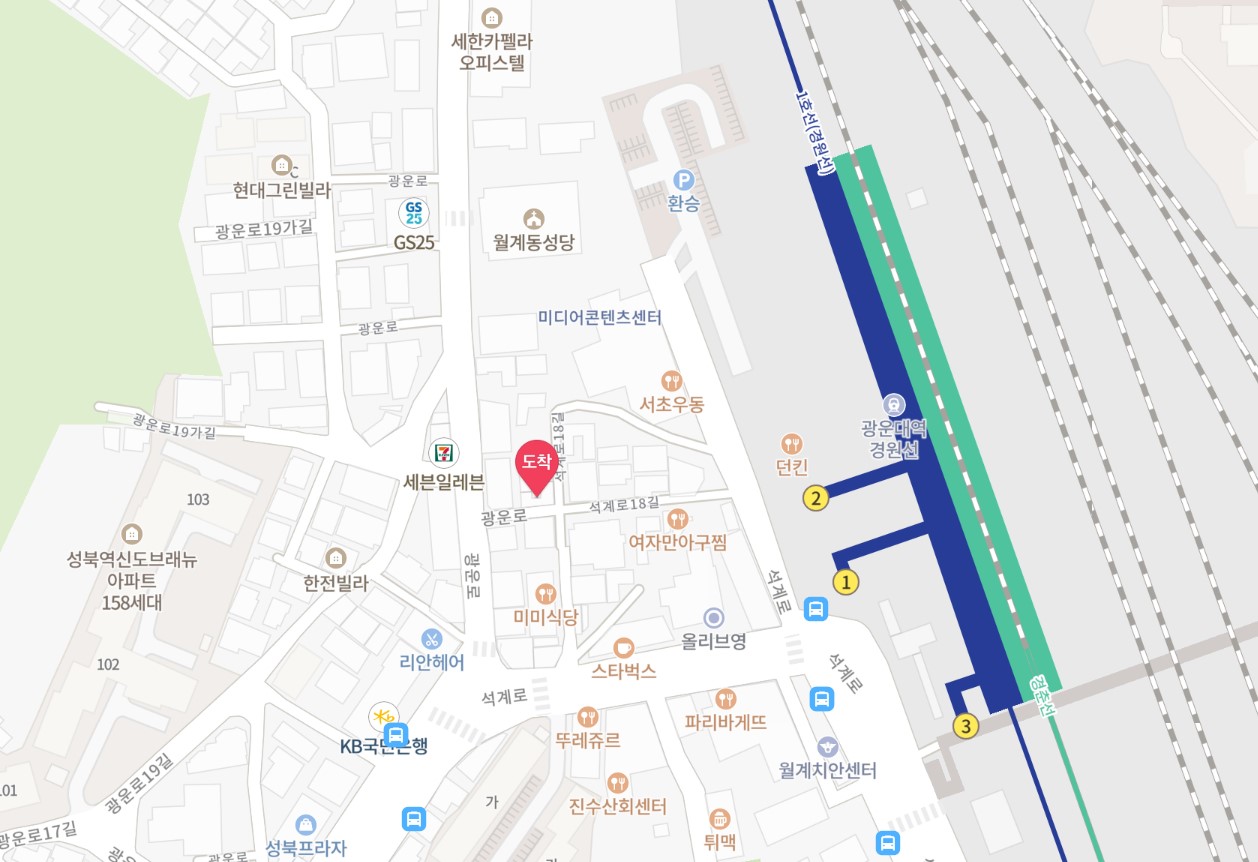 세한카펠라
오피스텔
1호선(경원선)
현대그린빌라
C
광운로
GS
25
GS25
P
환승
광운로19가길
월계동성당
미디어콘텐츠센터
광운로
서초우동
광운로19가길
석계로18길
광운대역
경원선
던킨
도착
세븐일레븐
103
2
광운로
석계로18길
여자만아구찜
성북역신도브래뉴
아파트
158세대
한전빌라
광운로
1
석계로
미미식당
올리브영
102
리안헤어
스타벅스
석계로
석계로
경춘선
파리바게뜨
3
KB국민은행
뚜레쥬르
월계치안센터
광운로19길
101
가
진수산회센터
광운로17길
성북프라자
튀맥
광운로